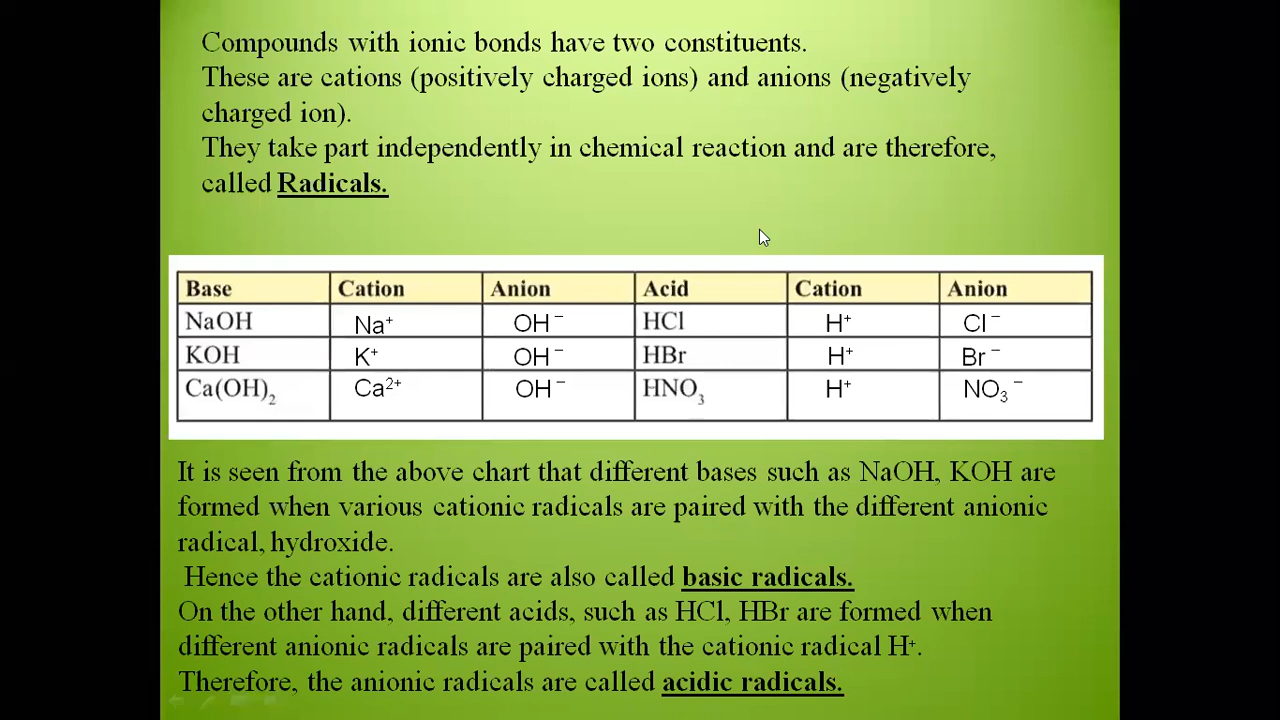 Compounds with ionic bonds have two constituents.
These are cations (positively charged ions) and anions (negatively
charged ion).
They take part independently in chemical reaction and are therefore,
called Radicals.
Base Cation Anion Acid Cation Anion
NaOH Na⁺ OH⁻ HCl H⁺ Cl⁻
KOH K⁺ OH⁻ HBr H⁺ Br⁻
Ca(OH)₂ Ca²⁺ OH⁻ HNO₃ H⁺ NO₃⁻
It is seen from the above chart that different bases such as NaOH, KOH are
formed when various cationic radicals are paired with the different anionic
radical, hydroxide.
Hence the cationic radicals are also called basic radicals.
On the other hand, different acids, such as HCl, HBr are formed when
different anionic radicals are paired with the cationic radical H⁺.
Therefore, the anionic radicals are called acidic radicals.